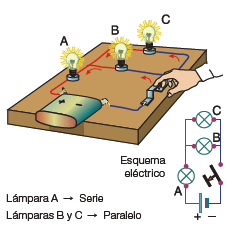 A
B
C
+
-
Esquema
eléctrico
C
B
A
+ -
Lámpara A → Serie
Lámparas B y C → Paralelo